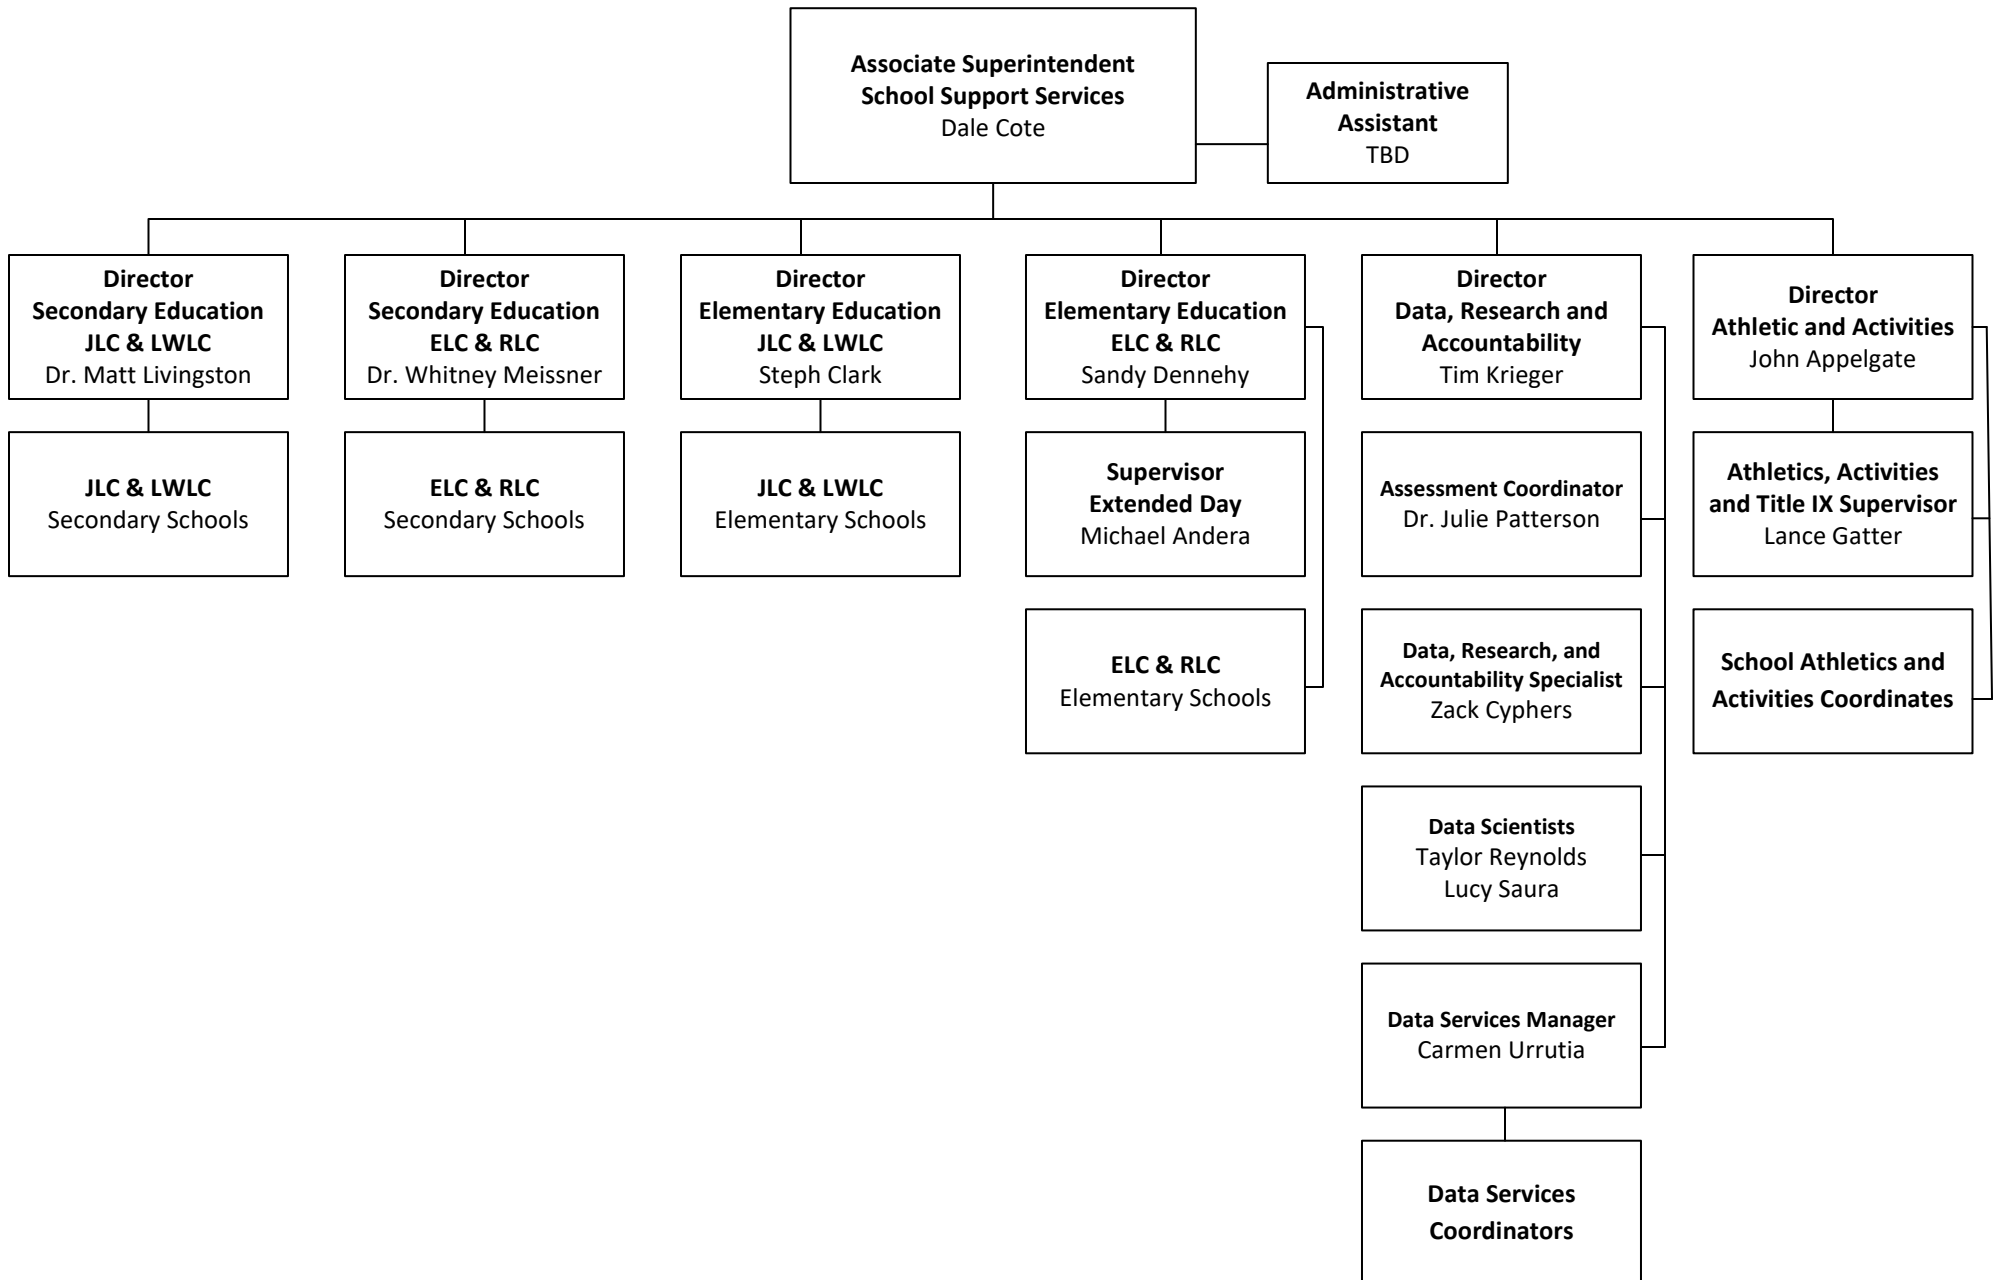 Associate Superintendent
School Support Services
Dale Cote
Administrative
Assistant
TBD
Director
Secondary Education
JLC & LWLC
Dr. Matt Livingston
Director
Secondary Education
ELC & RLC
Dr. Whitney Meissner
Director
Elementary Education
JLC & LWLC
Steph Clark
Director
Elementary Education
ELC & RLC
Sandy Dennehy
Director
Data, Research and
Accountability
Tim Krieger
Director
Athletic and Activities
John Appelgate
JLC & LWLC
Secondary Schools
ELC & RLC
Secondary Schools
JLC & LWLC
Elementary Schools
Supervisor
Extended Day
Michael Andera
Assessment Coordinator
Dr. Julie Patterson
Athletics, Activities
and Title IX Supervisor
Lance Gatter
ELC & RLC
Elementary Schools
Data, Research, and
Accountability Specialist
Zack Cyphers
School Athletics and
Activities Coordinates
Data Scientists
Taylor Reynolds
Lucy Saura
Data Services Manager
Carmen Urrutia
Data Services
Coordinators